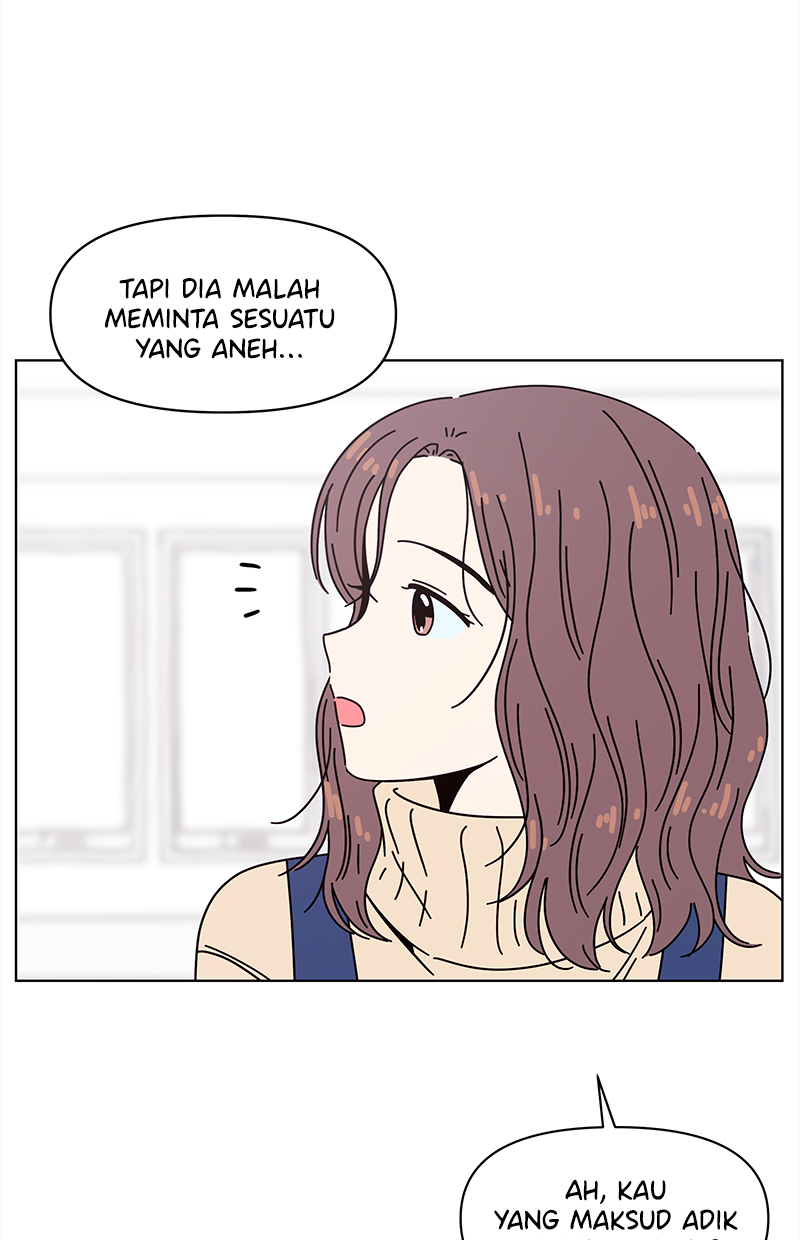 TAPI DIA MALAH
MEMINTA SESUATU
YANG ANEH...
AH, KAU
YANG MAKSUD ADIK